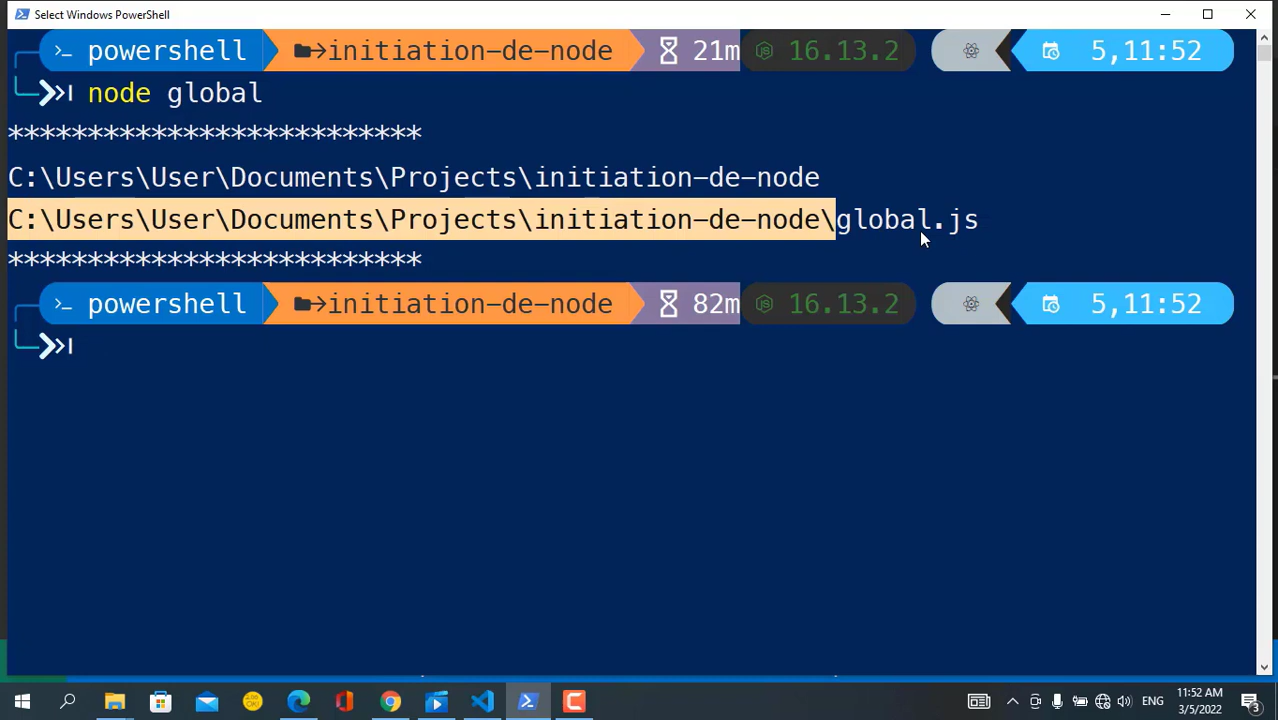 Select Windows PowerShell
>_ powershell →initiation-de-node 21m 16.13.2 5,11:52
node global
**************************
C:\Users\User\Documents\Projects\initiation-de-node
C:\Users\User\Documents\Projects\initiation-de-node\global.js
**************************
>_ powershell →initiation-de-node 82m 16.13.2 5,11:52
ENG
11:52 AM
3/5/2022
3